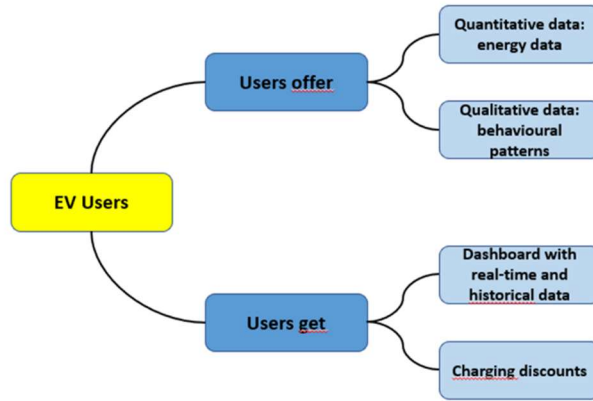 Quantitative data:
energy data
Users offer
Qualitative data:
behavioural
patterns
EV Users
Dashboard with
real-time and
historical data
Users get
Charging discounts